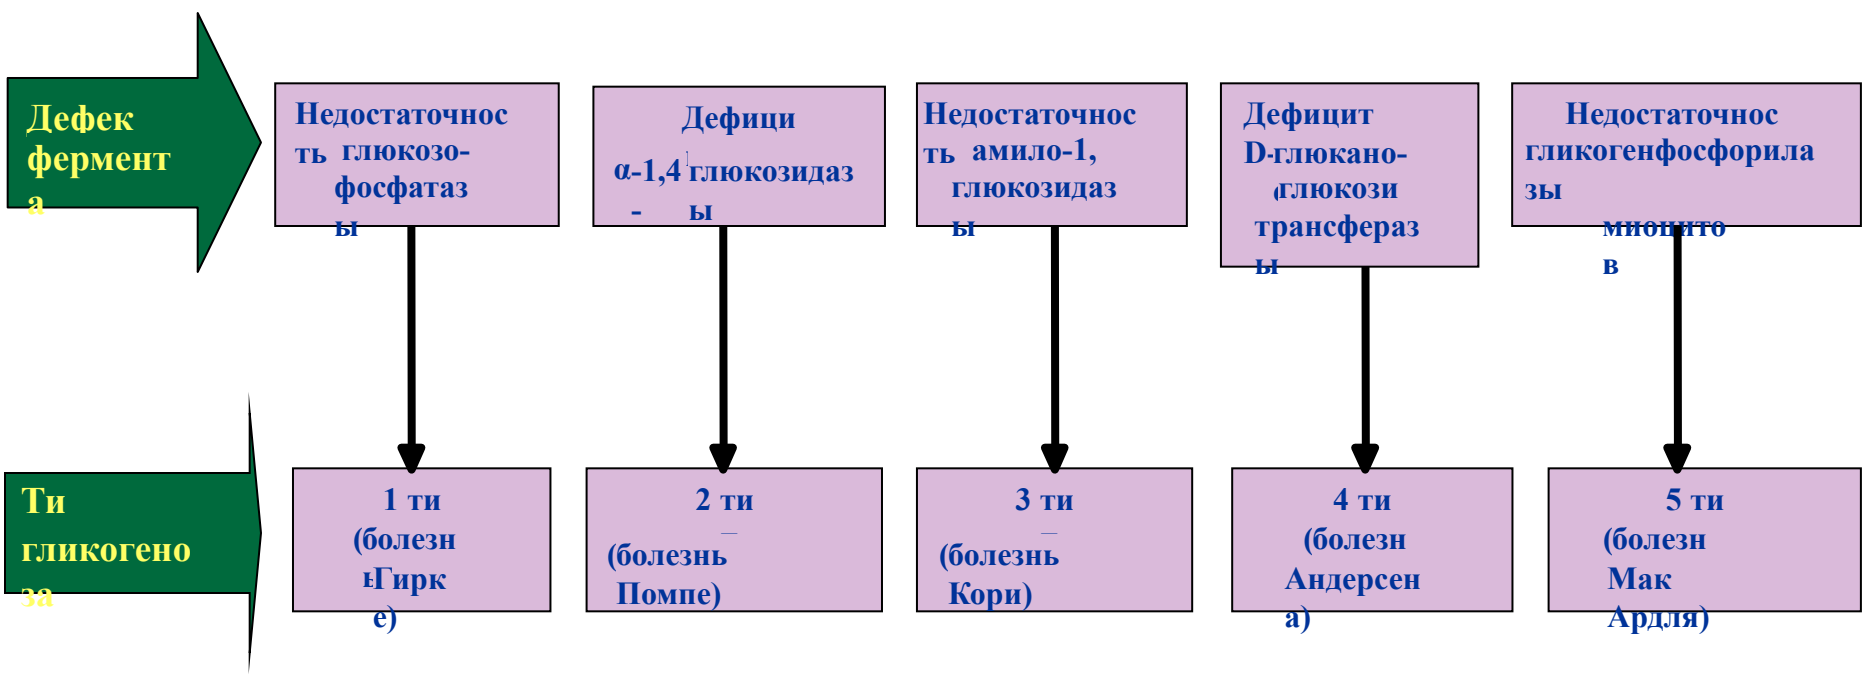 Дефек
фермент
а
Недостаточнос
ть глюкозо-
фосфатаз
ы
Дефици
α-1,4 глюкозидаз
- ы
Недостаточнос
ть амило-1,
глюкозидаз
ы
Дефицит
D-глюкано-
глюкози
трансфераз
ы
Недостаточнос
гликогенфосфорила
зы
миоцито
в
Ти
гликогено
за
1 ти
(болезн
Гирк
е)
2 ти
(болезнь
Помпе)
3 ти
(болезнь
Кори)
4 ти
(болезн
Андерсен
а)
5 ти
(болезн
Мак
Ардля)